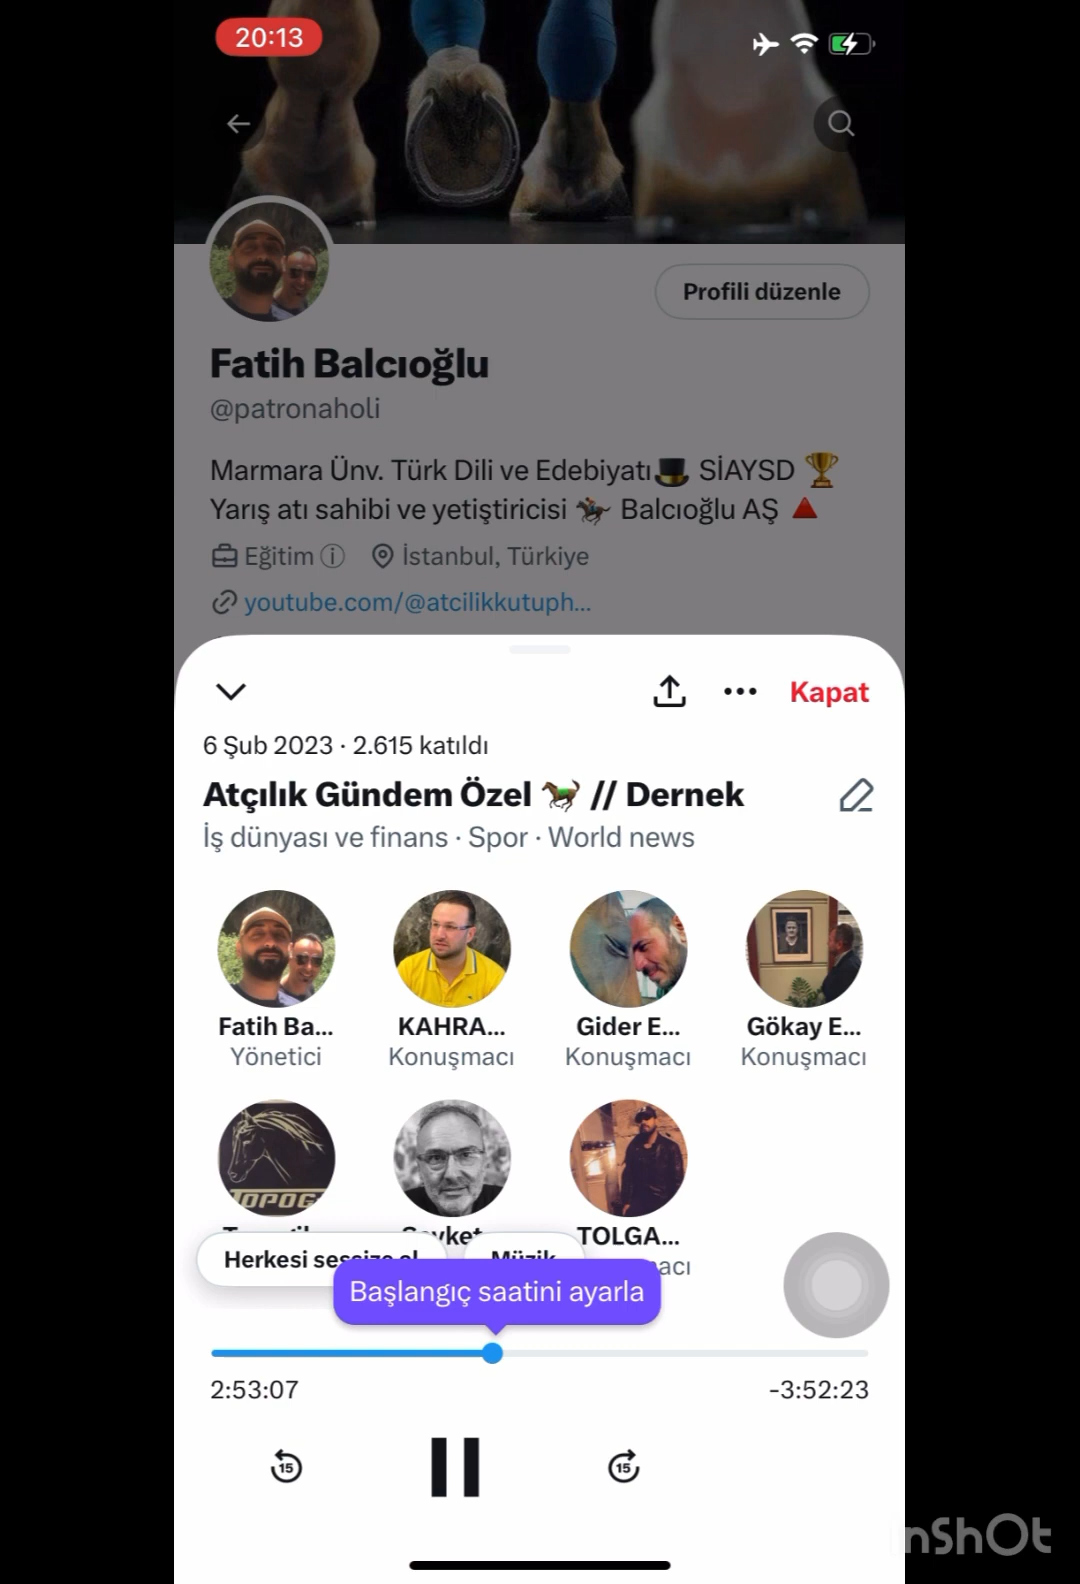 20:13
Profili düzenle
Fatih Balcıoğlu
@patronaholi
Marmara Ünv. Türk Dili ve Edebiyatı🎩 SİAYSD 🏆
Yarış atı sahibi ve yetiştiricisi 🏇 Balcıoğlu AŞ 🔺
Eğitim İstanbul, Türkiye
youtube.com/@atcilikkutuph...
Kapat
6 Şub 2023 · 2.615 katıldı
Atçılık Gündem Özel 🐎 // Dernek
İş dünyası ve finans · Spor · World news
Fatih Ba... KAHRA... Gider E... Gökay E...
Yönetici Konuşmacı Konuşmacı Konuşmacı
TOPOG
TOLGA...
Herkesi Müzik
Başlangıç saatini ayarla
2:53:07 -3:52:23
15 15
InShOt